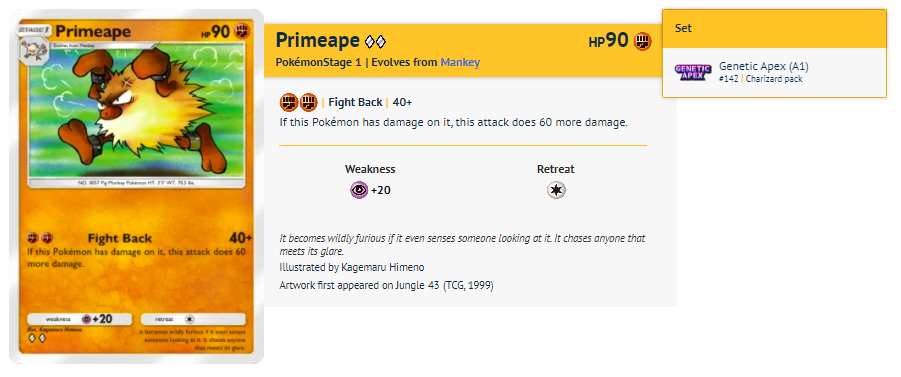 STAGE 1 Primeape HP 90
Evolves from Mankey
NO. 0057 Pig Monkey Pokémon HT: 3'3" WT: 70.5 lbs.
Fight Back 40+
If this Pokémon has damage on it, this attack does 60
more damage.
weakness +20 retreat
Illus. Kagemaru Himeno
It becomes wildly furious if it even senses
someone looking at it. It chases anyone
that meets its glare.
Primeape HP 90
PokémonStage 1 | Evolves from Mankey
| Fight Back | 40+
If this Pokémon has damage on it, this attack does 60 more damage.
Weakness Retreat
+20
It becomes wildly furious if it even senses someone looking at it. It chases anyone that
meets its glare.
Illustrated by Kagemaru Himeno
Artwork first appeared on Jungle 43 (TCG, 1999)
Set
GENETIC APEX
Genetic Apex (A1)
#142 | Charizard pack